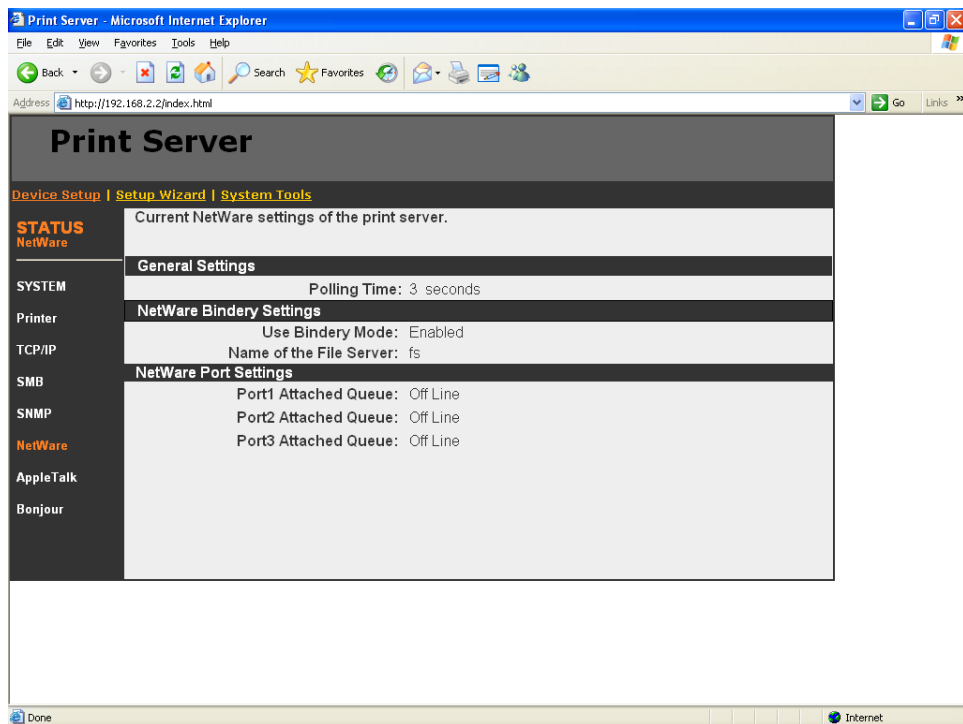 Print Server - Microsoft Internet Explorer
File Edit View Favorites Tools Help
Back Search Favorites
Address http://192.168.2.2/index.html Go Links »
Print Server
Device Setup | Setup Wizard | System Tools
STATUS
NetWare
SYSTEM
Printer
TCP/IP
SMB
SNMP
NetWare
AppleTalk
Bonjour
Current NetWare settings of the print server.
General Settings
Polling Time: 3 seconds
NetWare Bindery Settings
Use Bindery Mode: Enabled
Name of the File Server: fs
NetWare Port Settings
Port1 Attached Queue: Off Line
Port2 Attached Queue: Off Line
Port3 Attached Queue: Off Line
Done Internet